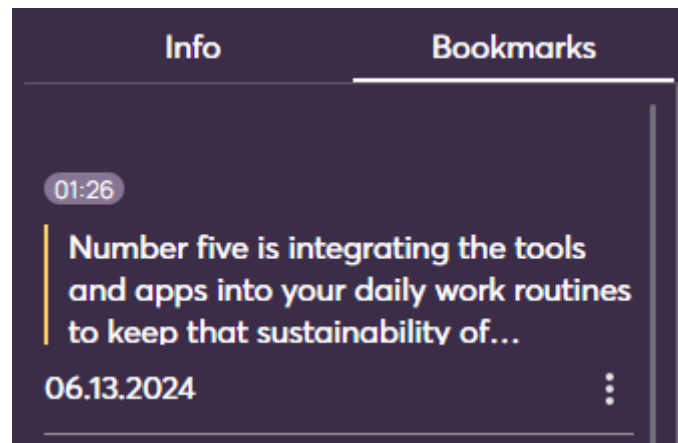 Info
Bookmarks
01:26
Number five is integrating the tools
and apps into your daily work routines
to keep that sustainability of...
06.13.2024